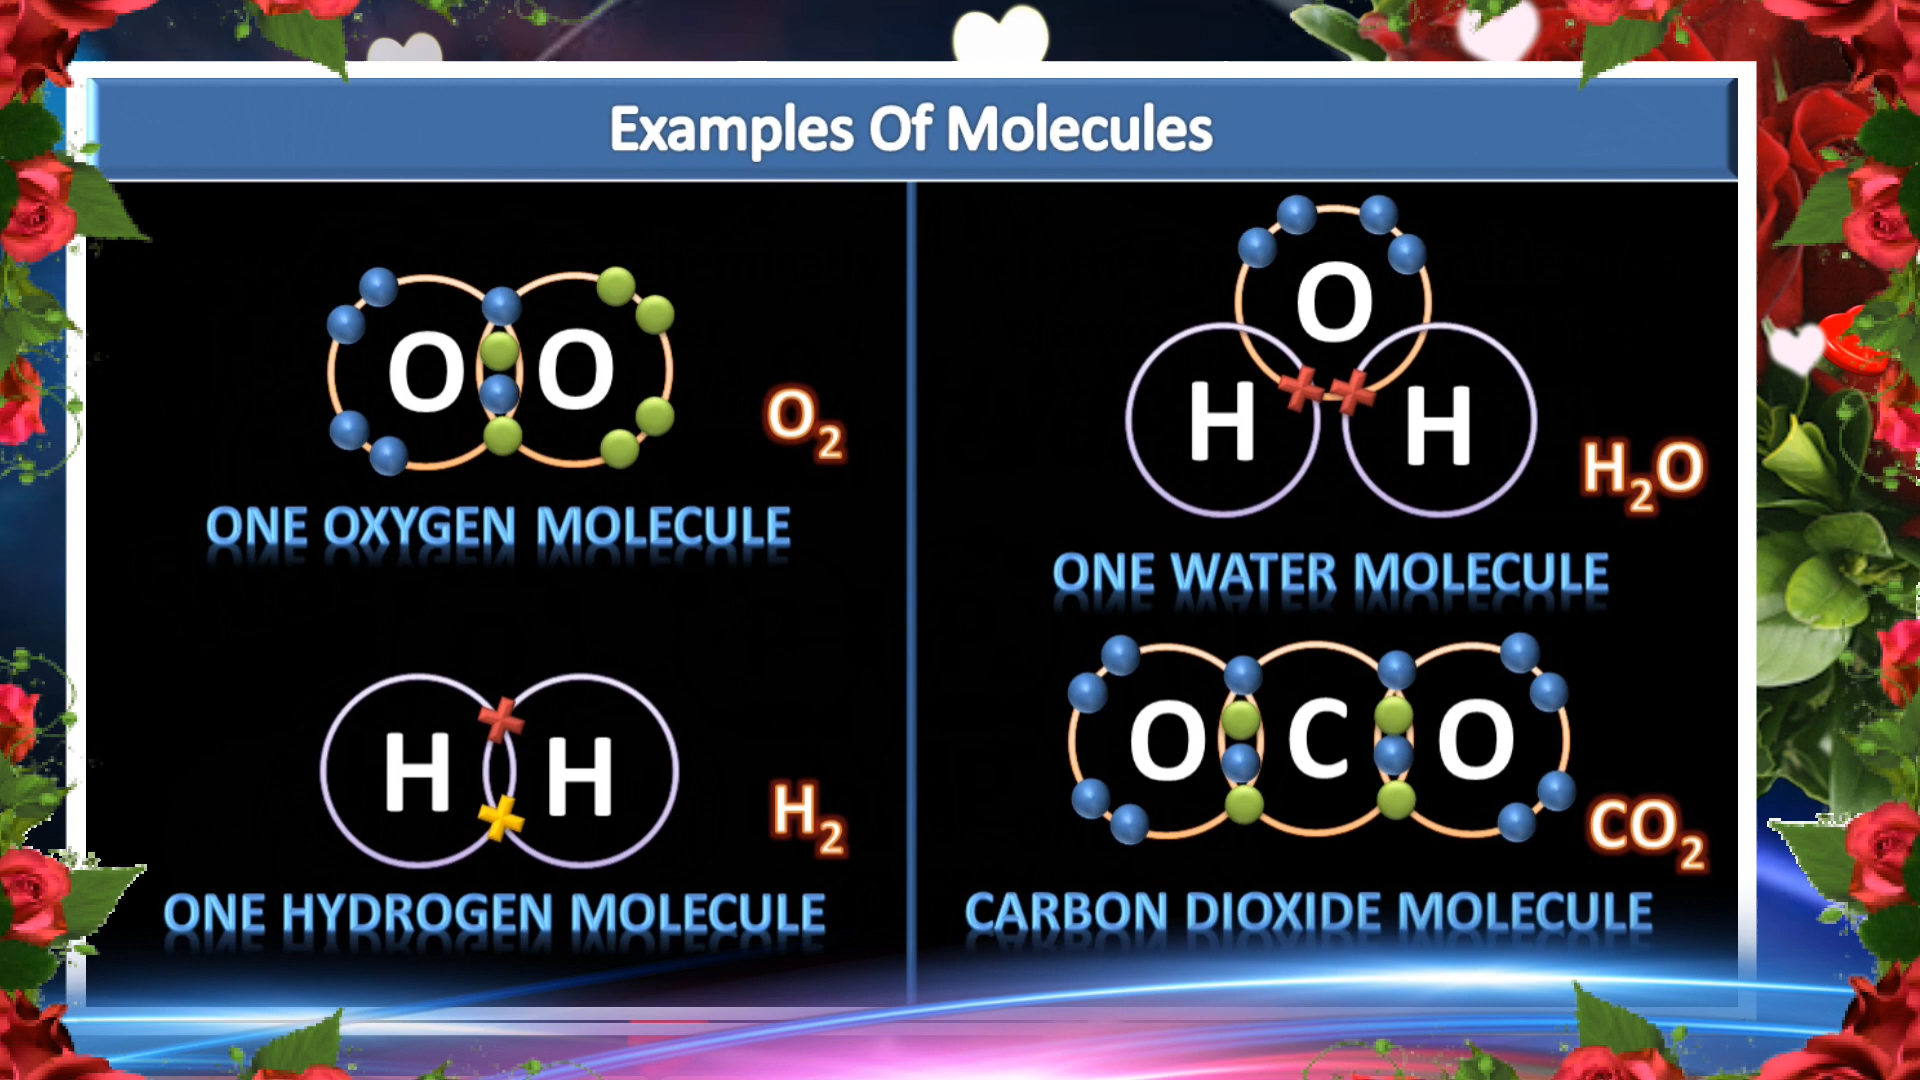 Examples Of Molecules
O O
O₂
ONE OXYGEN MOLECULE
H H
H₂
ONE HYDROGEN MOLECULE
O
H H
H₂O
ONE WATER MOLECULE
O C O
CO₂
CARBON DIOXIDE MOLECULE